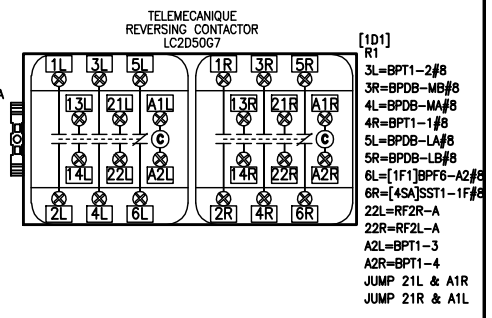 TELEMECANIQUE
REVERSING CONTACTOR
LC2D50G7
1L 3L 5L 1R 3R 5R
13L 21L A1L 13R 21R A1R
C C
14L 22L A2L 14R 22R A2R
2L 4L 6L 2R 4R 6R
A
[1D1]
R1
3L=BPT1-2#8
3R=BPDB-MB#8
4L=BPDB-MA#8
4R=BPT1-1#8
5L=BPDB-LA#8
5R=BPDB-LB#8
6L=[1F1]BPF6-A2#8
6R=[4SA]SST1-1F#8
22L=RF2R-A
22R=RF2L-A
A2L=BPT1-3
A2R=BPT1-4
JUMP 21L & A1R
JUMP 21R & A1L